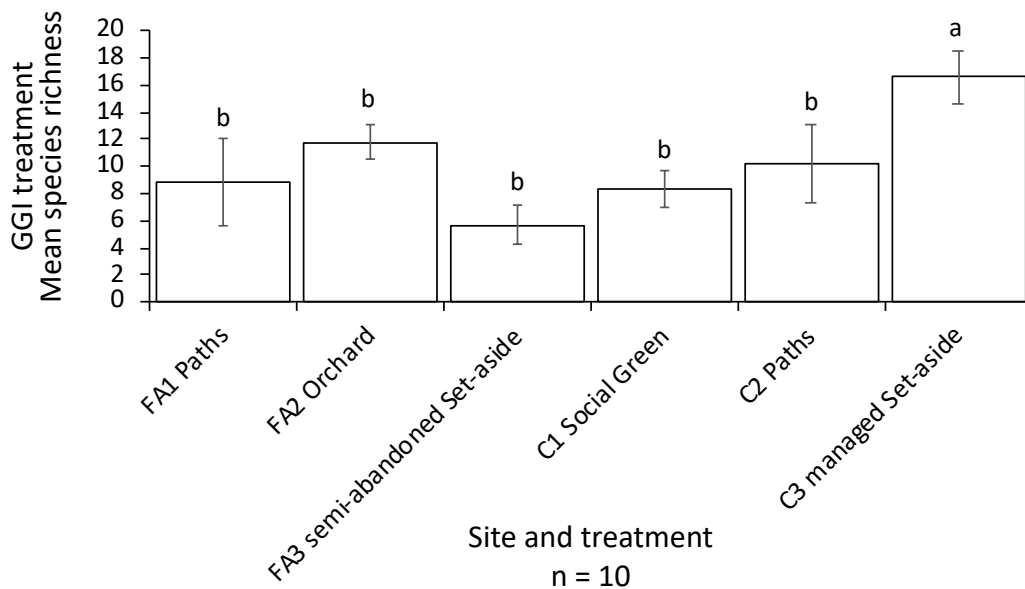 GGI treatment
Mean species richness
20
18
16
14
12
10
8
6
4
2
0
b
b
b
b
b
a
FA1 Paths
FA2 Orchard
FA3 semi-abandoned Set-aside
C1 Social Green
C2 Paths
C3 managed Set-aside
Site and treatment
n = 10